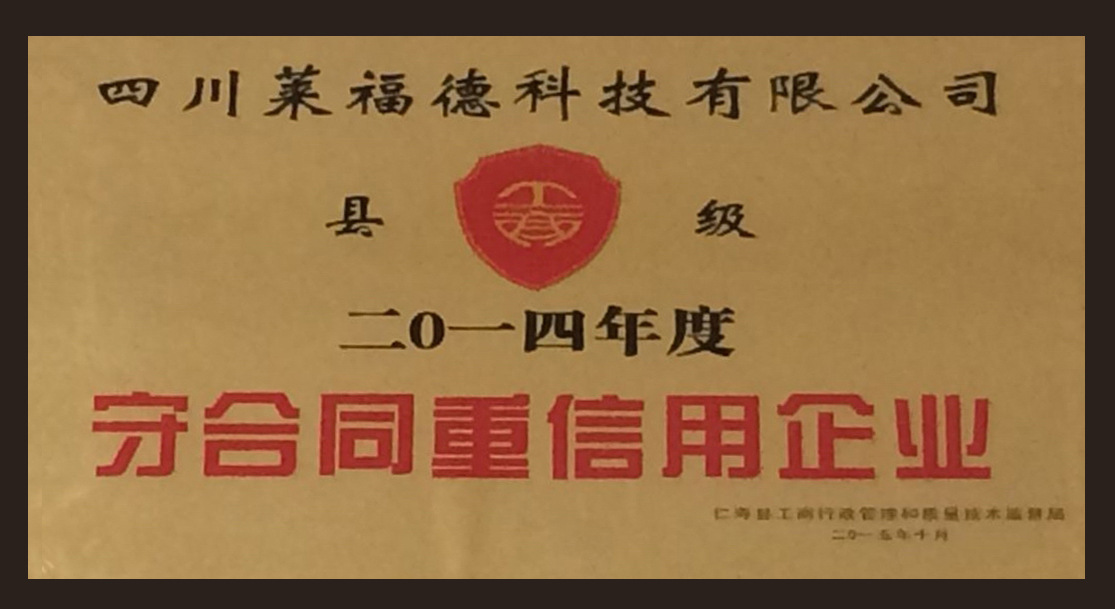 四川莱福德科技有限公司
县 级
二0一四年度
守合同重信用企业
仁寿县工商行政管理和质量技术监督局
二0一五年十月